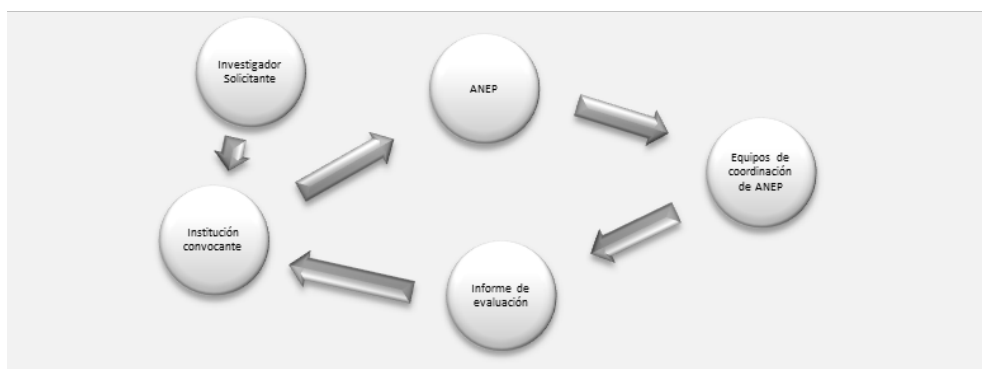 Investigador
Solicitante
ANEP
Equipos de
coordinación
de ANEP
Institución
convocante
Informe de
evaluación